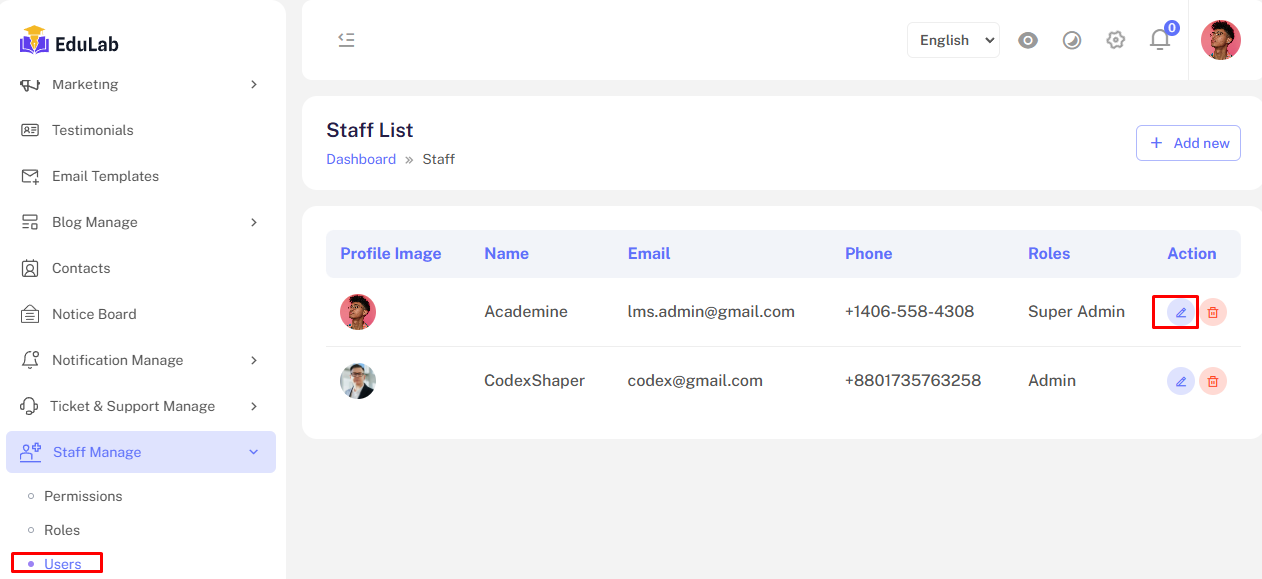 EduLab
Marketing
Testimonials
Email Templates
Blog Manage
Contacts
Notice Board
Notification Manage
Ticket & Support Manage
Staff Manage
Permissions
Roles
Users
English
0
Staff List
Dashboard » Staff
+ Add new
Profile Image Name Email Phone Roles Action
Academine lms.admin@gmail.com +1406-558-4308 Super Admin
CodexShaper codex@gmail.com +8801735763258 Admin